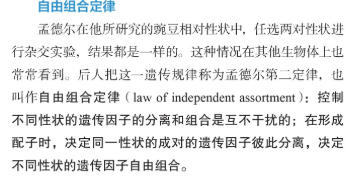 自由组合定律
孟德尔在他所研究的豌豆相对性状中，任选两对性状进
行杂交实验，结果都是一样的。这种情况在其他生物体上也
常常看到。后人把这一遗传规律称为孟德尔第二定律，也
叫作自由组合定律（law of independent assortment）：控制
不同性状的遗传因子的分离和组合是互不干扰的；在形成
配子时，决定同一性状的成对的遗传因子彼此分离，决定
不同性状的遗传因子自由组合。